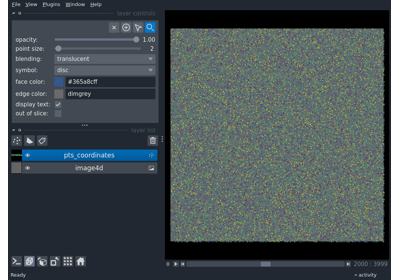 File View Plugins Window Help
layer controls
opacity: 1.00
point size: 2
blending: translucent
symbol: disc
face color: #365a8cff
edge color: dimgrey
display text:
out of slice:
layer list
pts_coordinates
image4d
2000 3999
Ready activity